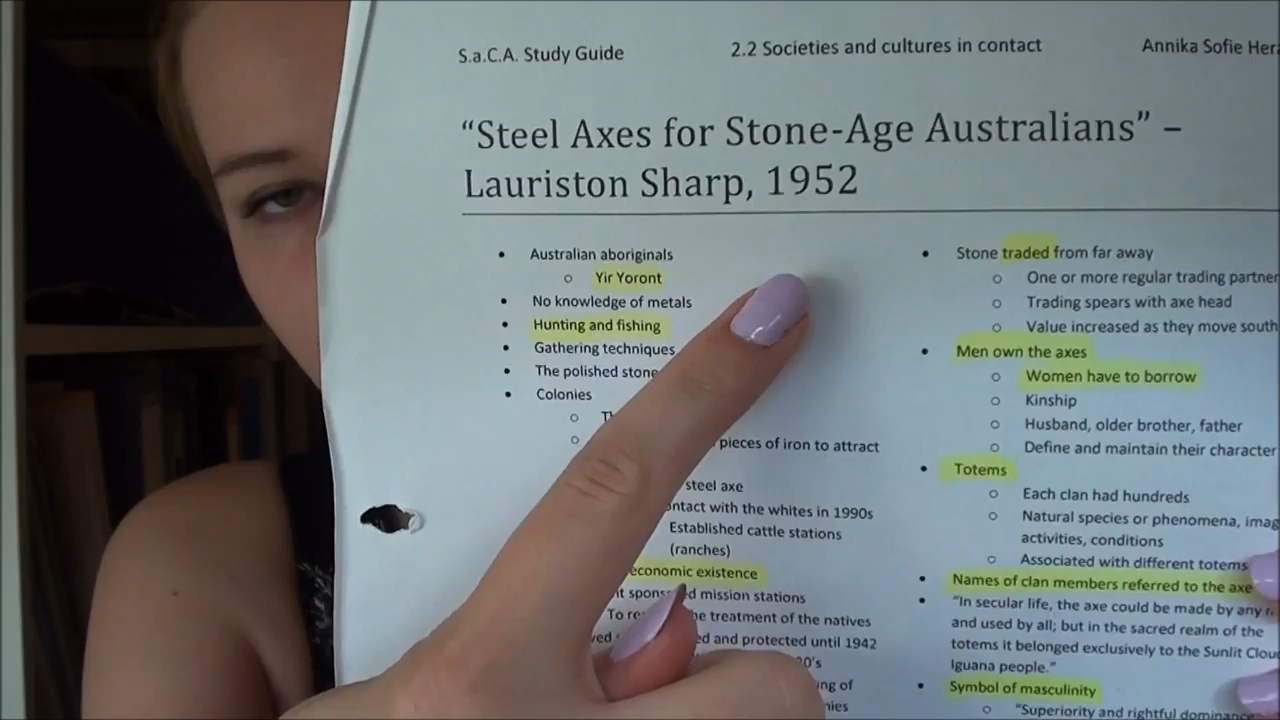 S.a.C.A. Study Guide 2.2 Societies and cultures in contact Annika Sofie
“Steel Axes for Stone-Age Australians” –
Lauriston Sharp, 1952
• Australian aboriginals
o Yir Yoront
• No knowledge of metals
• Hunting and fishing
• Gathering techniques
• The polished stone
• Colonies
o
o pieces of iron to attract
steel axe
with the whites in 1990s
Established cattle stations
(ranches)
economic existence
mission stations
To treatment of the natives
and protected until 1942
of
• Stone traded from far away
o One or more regular trading
o Trading spears with axe head
o Value increased as they move south
• Men own the axes
o Women have to borrow
o Kinship
o Husband, older brother, father
o Define and maintain their character
• Totems
o Each clan had hundreds
o Natural species or phenomena,
activities, conditions
o Associated with different totems
• Names of clan members referred to the axe
• “In secular life, the axe could be made by any
and used by all; but in the sacred realm of the
totems it belonged exclusively to the Sunlit
Iguana people.”
• Symbol of masculinity
o “Superiority and rightful dominance